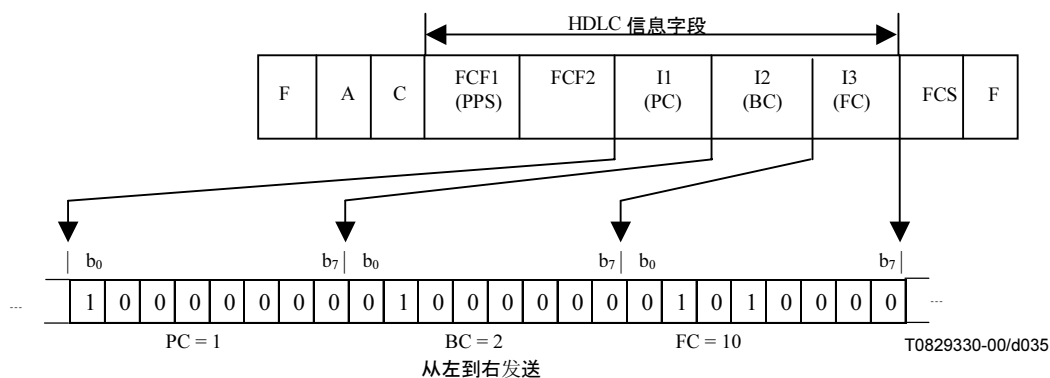 HDLC 信息字段
F A C FCF1 (PPS) FCF2 I1 (PC) I2 (BC) I3 (FC) FCS F
| b₀ b₇ | b₀ b₇ | b₀ b₇ |
... 1 0 0 0 0 0 0 0 0 1 0 0 0 0 0 0 0 1 0 1 0 0 0 0 ...
PC = 1 BC = 2 FC = 10
T0829330-00/d035
从左到右发送